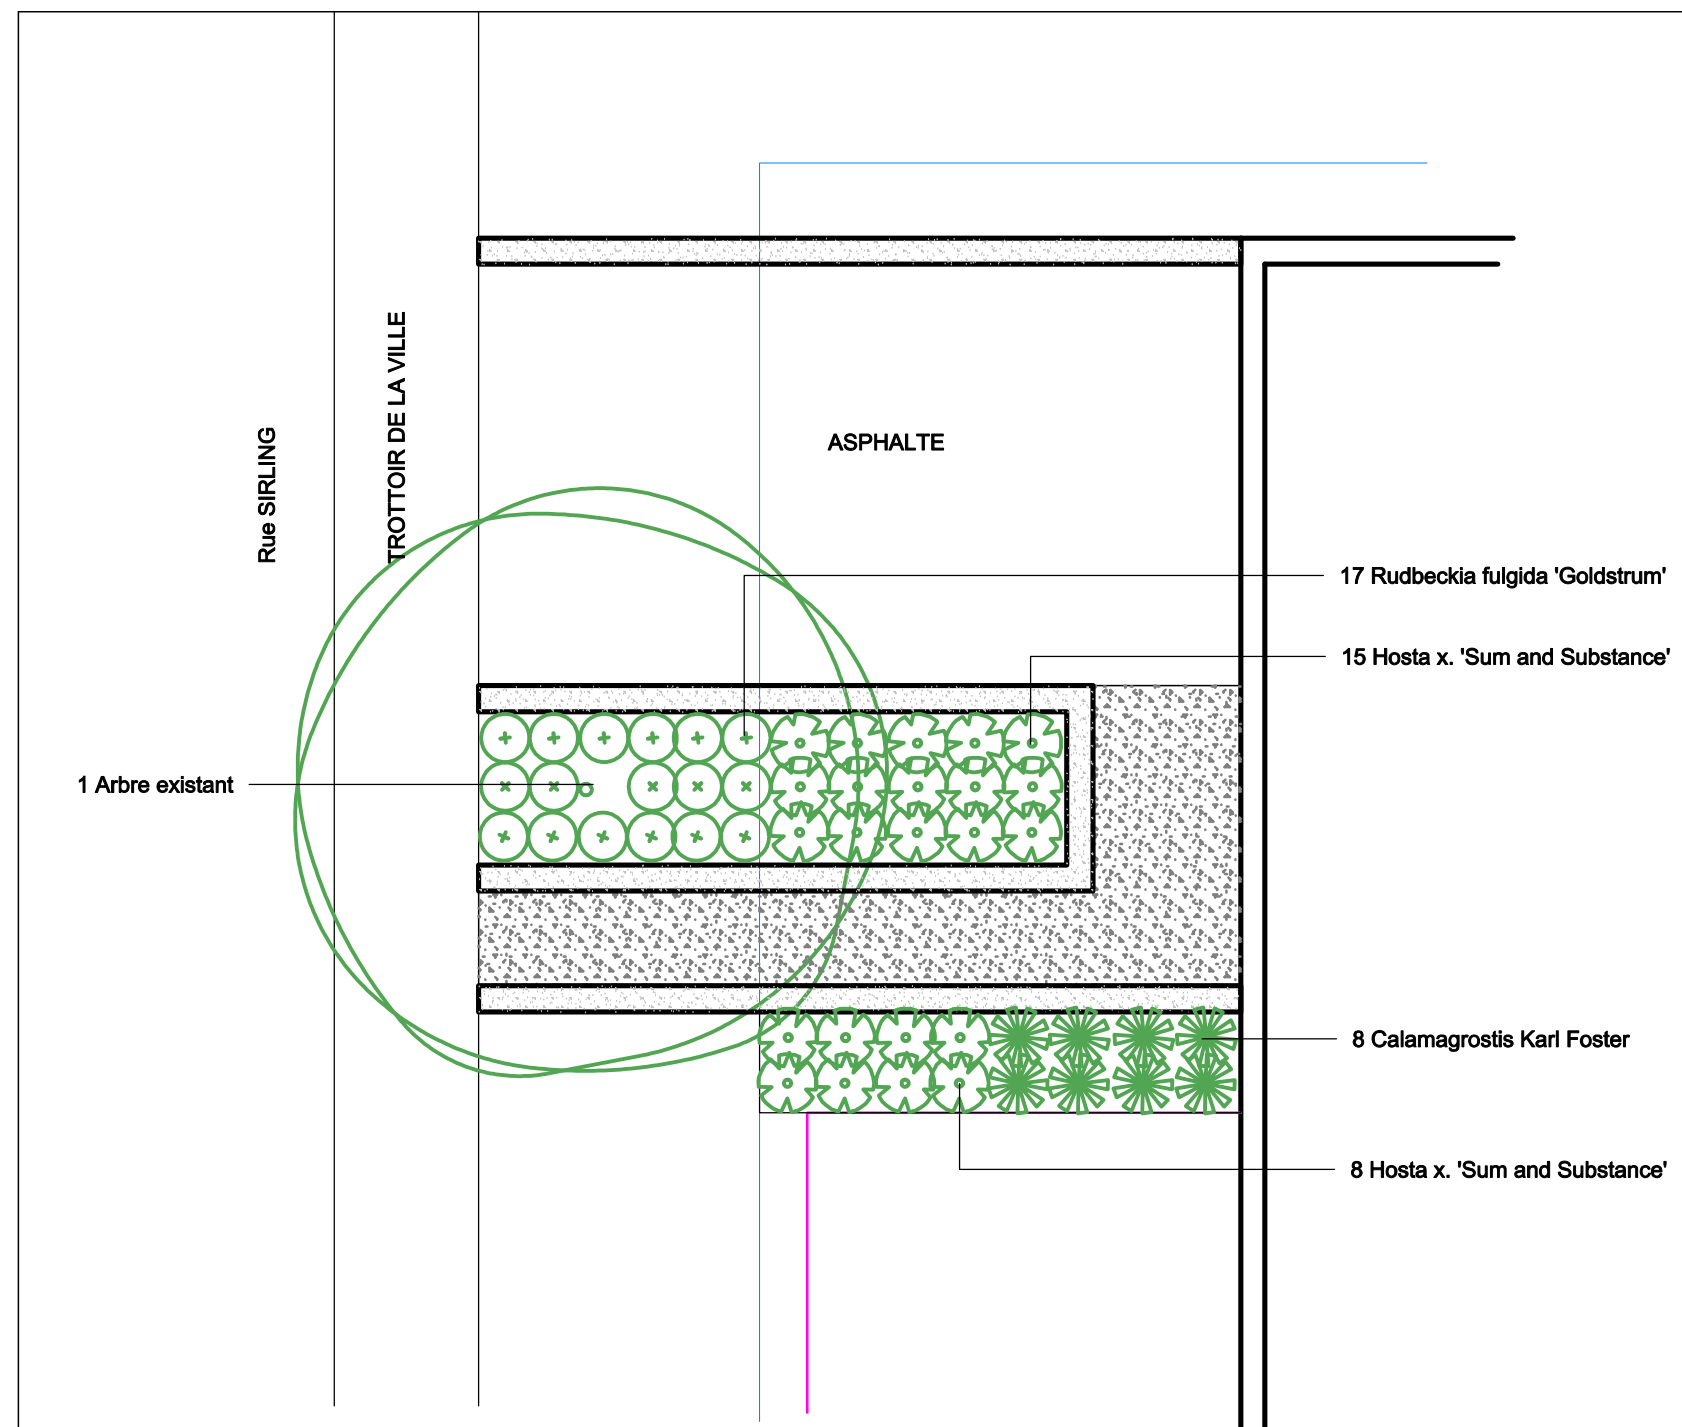 Rue SIRLING
TROTTOIR DE LA VILLE
ASPHALTE
17 Rudbeckia fulgida 'Goldstrum'
15 Hosta x. 'Sum and Substance'
1 Arbre existant
8 Calamagrostis Karl Foster
8 Hosta x. 'Sum and Substance'